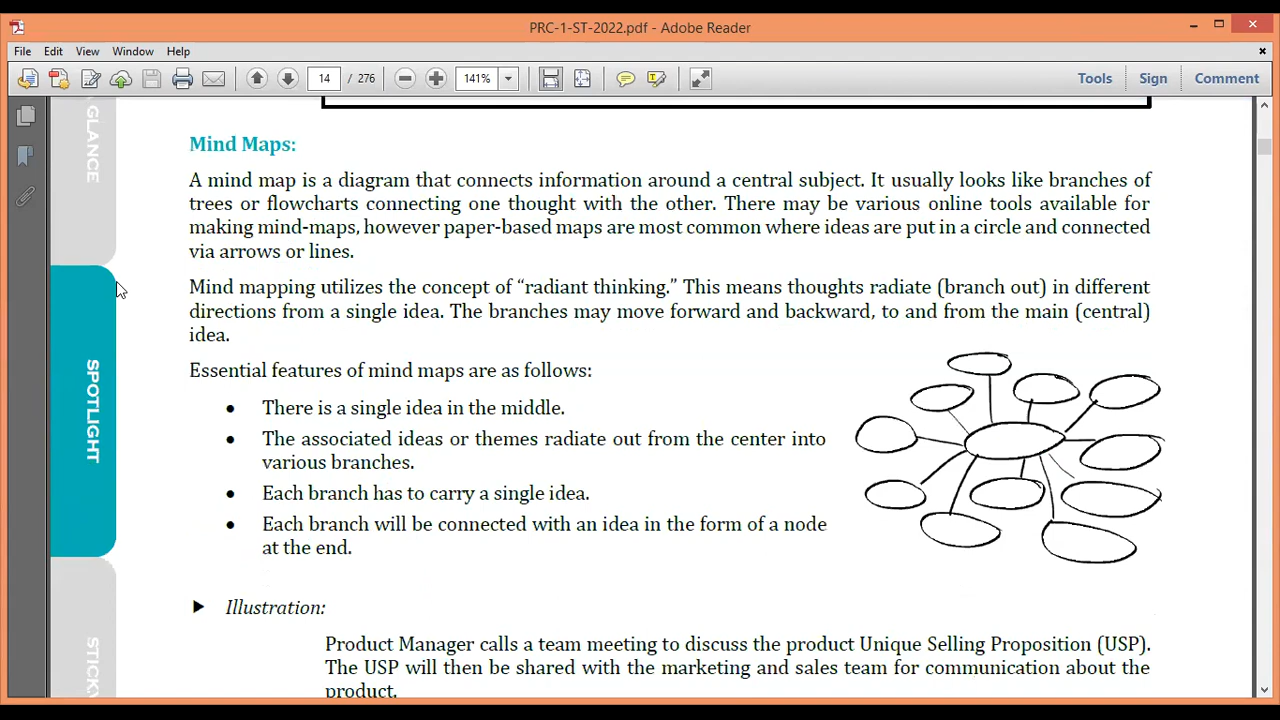 PRC-1-ST-2022.pdf - Adobe Reader
File Edit View Window Help
14 / 276 141% Tools Sign Comment
GLANCE
Mind Maps:
A mind map is a diagram that connects information around a central subject. It usually looks like branches of
trees or flowcharts connecting one thought with the other. There may be various online tools available for
making mind-maps, however paper-based maps are most common where ideas are put in a circle and connected
via arrows or lines.
Mind mapping utilizes the concept of “radiant thinking.” This means thoughts radiate (branch out) in different
directions from a single idea. The branches may move forward and backward, to and from the main (central)
idea.
SPOTLIGHT
Essential features of mind maps are as follows:
• There is a single idea in the middle.
• The associated ideas or themes radiate out from the center into
various branches.
• Each branch has to carry a single idea.
• Each branch will be connected with an idea in the form of a node
at the end.
STICKY
Illustration:
Product Manager calls a team meeting to discuss the product Unique Selling Proposition (USP).
The USP will then be shared with the marketing and sales team for communication about the
product.